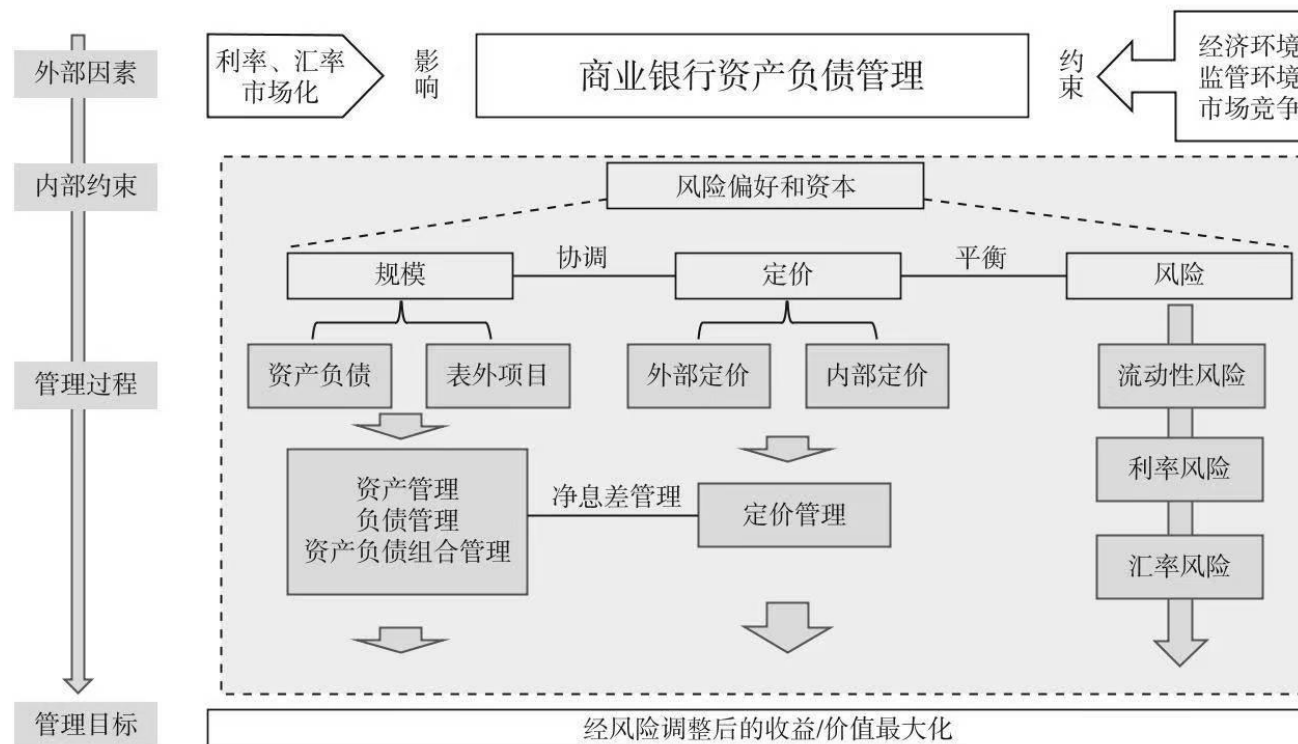 外部因素
利率、汇率
市场化
影响
商业银行资产负债管理
约束
经济环境
监管环境
市场竞争
内部约束
风险偏好和资本
规模
协调
定价
平衡
风险
管理过程
资产负债
表外项目
外部定价
内部定价
流动性风险
资产管理
负债管理
资产负债组合管理
净息差管理
定价管理
利率风险
汇率风险
管理目标
经风险调整后的收益/价值最大化